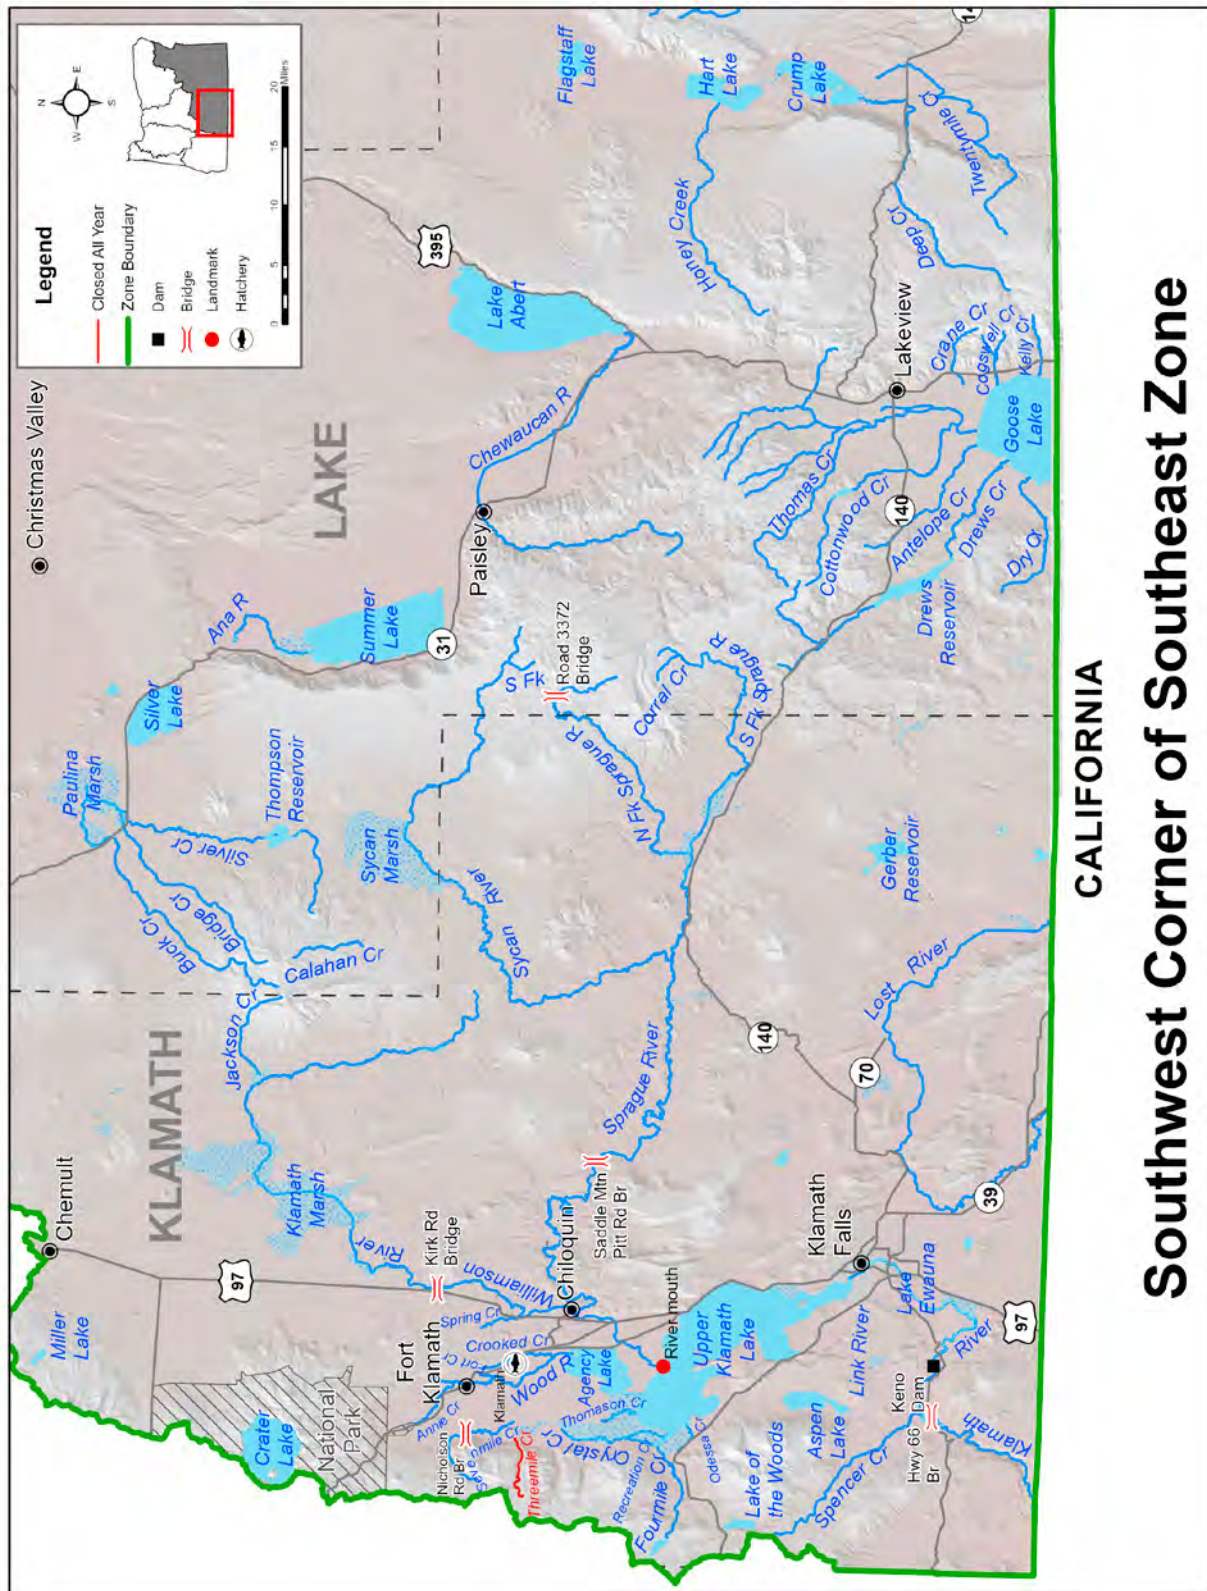 Legend
Closed All Year
Zone Boundary
Dam
Bridge
Landmark
Hatchery
N
E
S
W
0
5
10
15
20
Miles
Christmas Valley
LAKE
KLAMATH
Chemult
Miller
Lake
97
Crater
Lake
National
Park
Klamath
Marsh
River
Kirk Rd
Bridge
Williamson
Jackson Cr
Buck Cr
Bridge Cr
Calahan Cr
Silver Cr
Paulina
Marsh
Silver
Lake
Thompson
Reservoir
Ana R
Summer
Lake
31
Sycan
Marsh
Sycan
River
S Fk
Road 3372
Bridge
N Fk Sprague R
Corral Cr
S Fk Sprague R
Paisley
Chewaucan R
Lake
Abert
395
Flagstaff
Lake
Hart
Lake
Crump
Lake
Honey Creek
Deep Cr
Twentymile Cr
Lakeview
Crane Cr
Cogswell Cr
Kelly Cr
Goose
Lake
Thomas Cr
Cottonwood Cr
140
Antelope Cr
Drews Cr
Dry Cr
Drews
Reservoir
Gerber
Reservoir
Lost
River
140
70
39
Sprague River
Saddle Mtn
Pitt Rd Br
Chiloquin
Spring Cr
Crooked Cr
Fort
Klamath
Klamath
Wood R
Annie Cr
Nicholson
Rd Br
Threemile Cr
Crystal Cr
Thomason Cr
Recreation Cr
Fourmile Cr
Odessa Cr
Agency
Lake
River mouth
Upper
Klamath
Lake
Klamath
Falls
Lake
Ewauna
Link River
97
River
Keno
Dam
Aspen
Lake
Lake of
the Woods
Spencer Cr
Hwy 66
Br
Klamath
CALIFORNIA
Southwest Corner of Southeast Zone